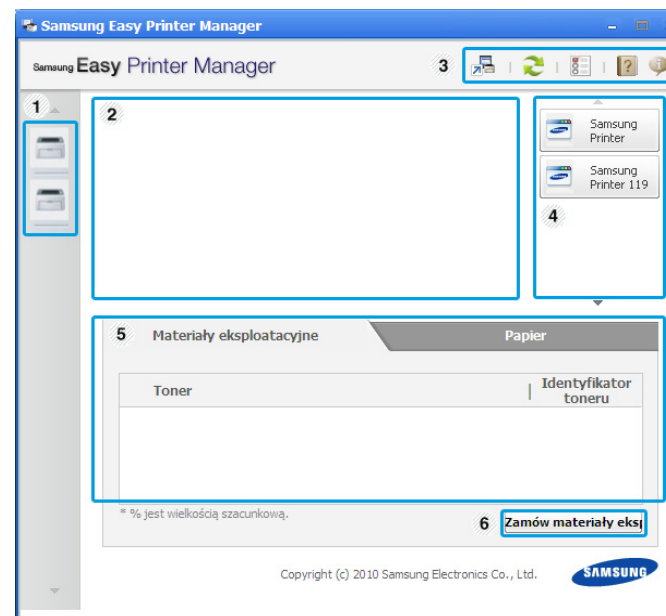 Samsung Easy Printer Manager
Samsung Easy Printer Manager
3
1
2
Samsung
Printer
Samsung
Printer 119
4
5 Materiały eksploatacyjne Papier
Toner Identyfikator
toneru
* % jest wielkością szacunkową.
6 Zamów materiały eksp
Copyright (c) 2010 Samsung Electronics Co., Ltd. SAMSUNG